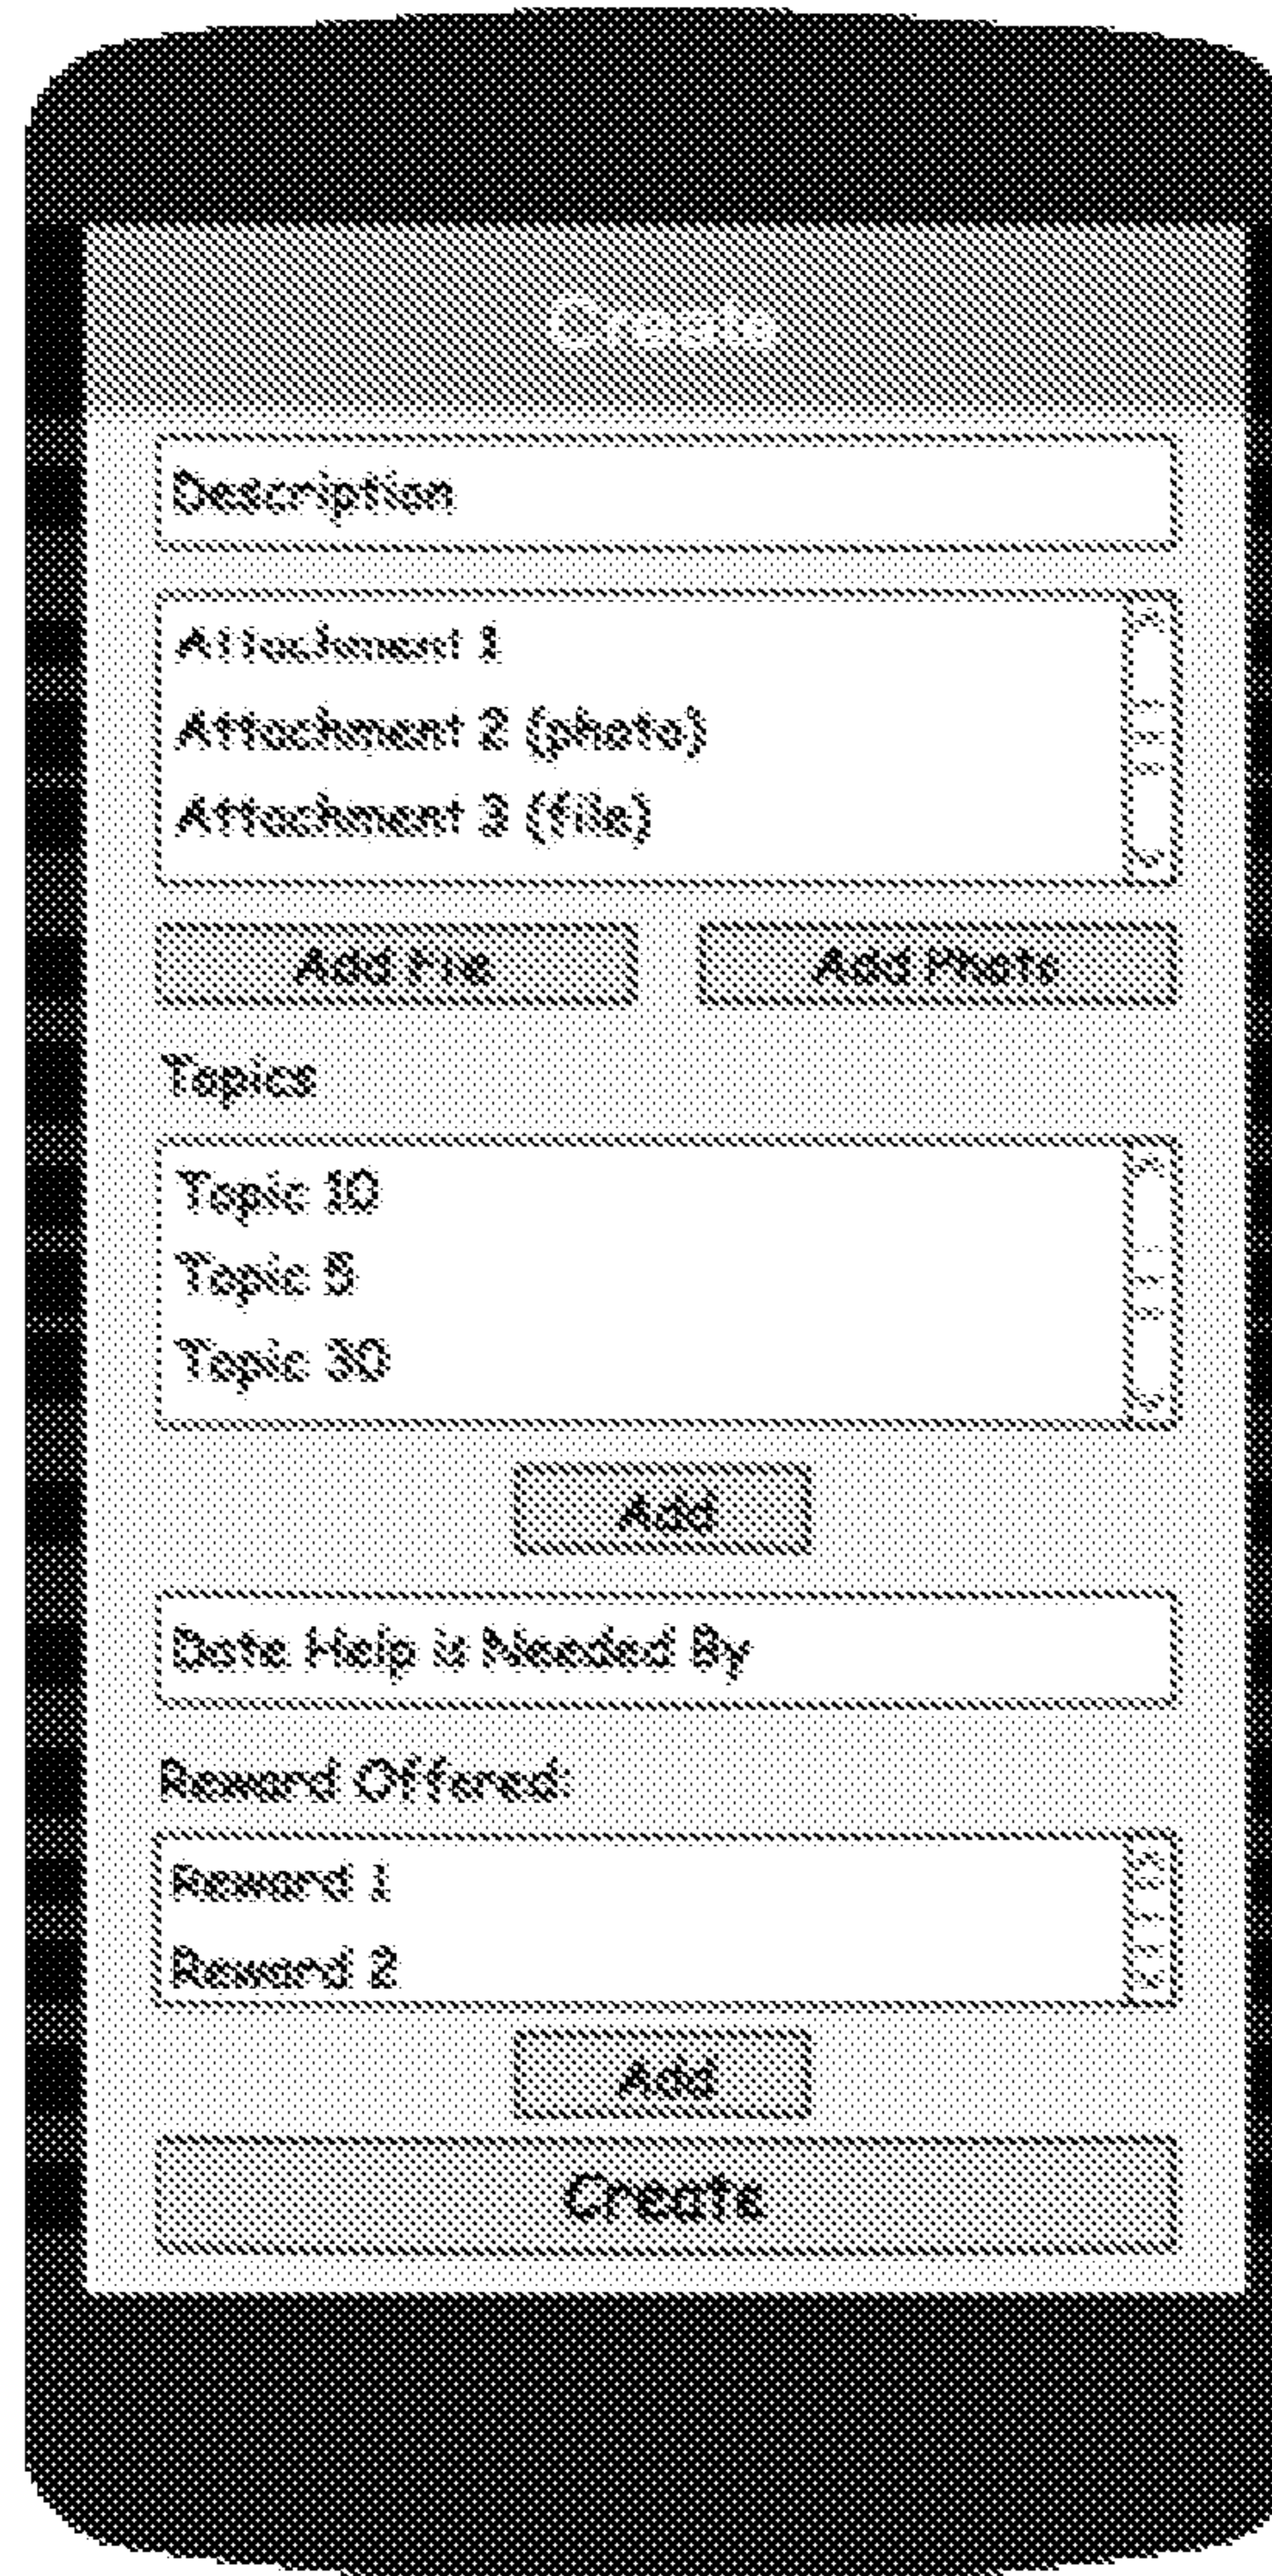 Create
Description
Attachment 1
Attachment 2 (photo)
Attachment 3 (file)
Add File Add Photo
Topics
Topic 10
Topic 5
Topic 30
Add
Date Help is Needed By
Reward Offered:
Reward 1
Reward 2
Add
Create